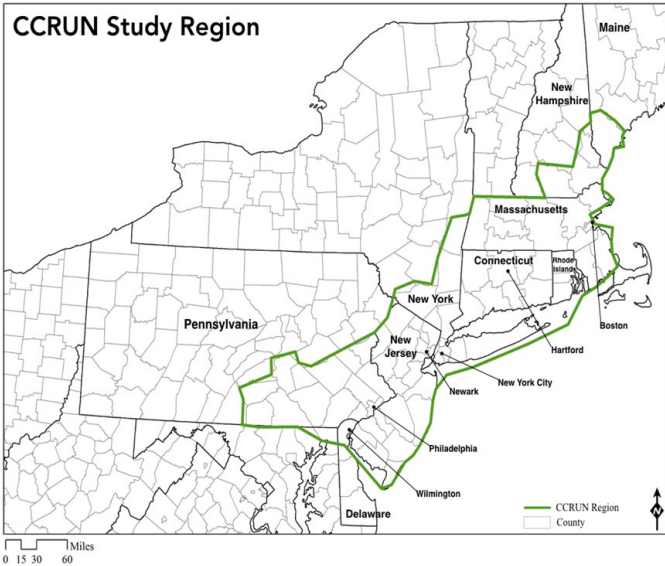 CCRUN Study Region
Maine
New
Hampshire
Massachusetts
Connecticut
Rhode
Island
New York
Pennsylvania
New
Jersey
Boston
Hartford
New York City
Newark
Philadelphia
Wilmington
Delaware
CCRUN Region
County
N
Miles
0 15 30 60